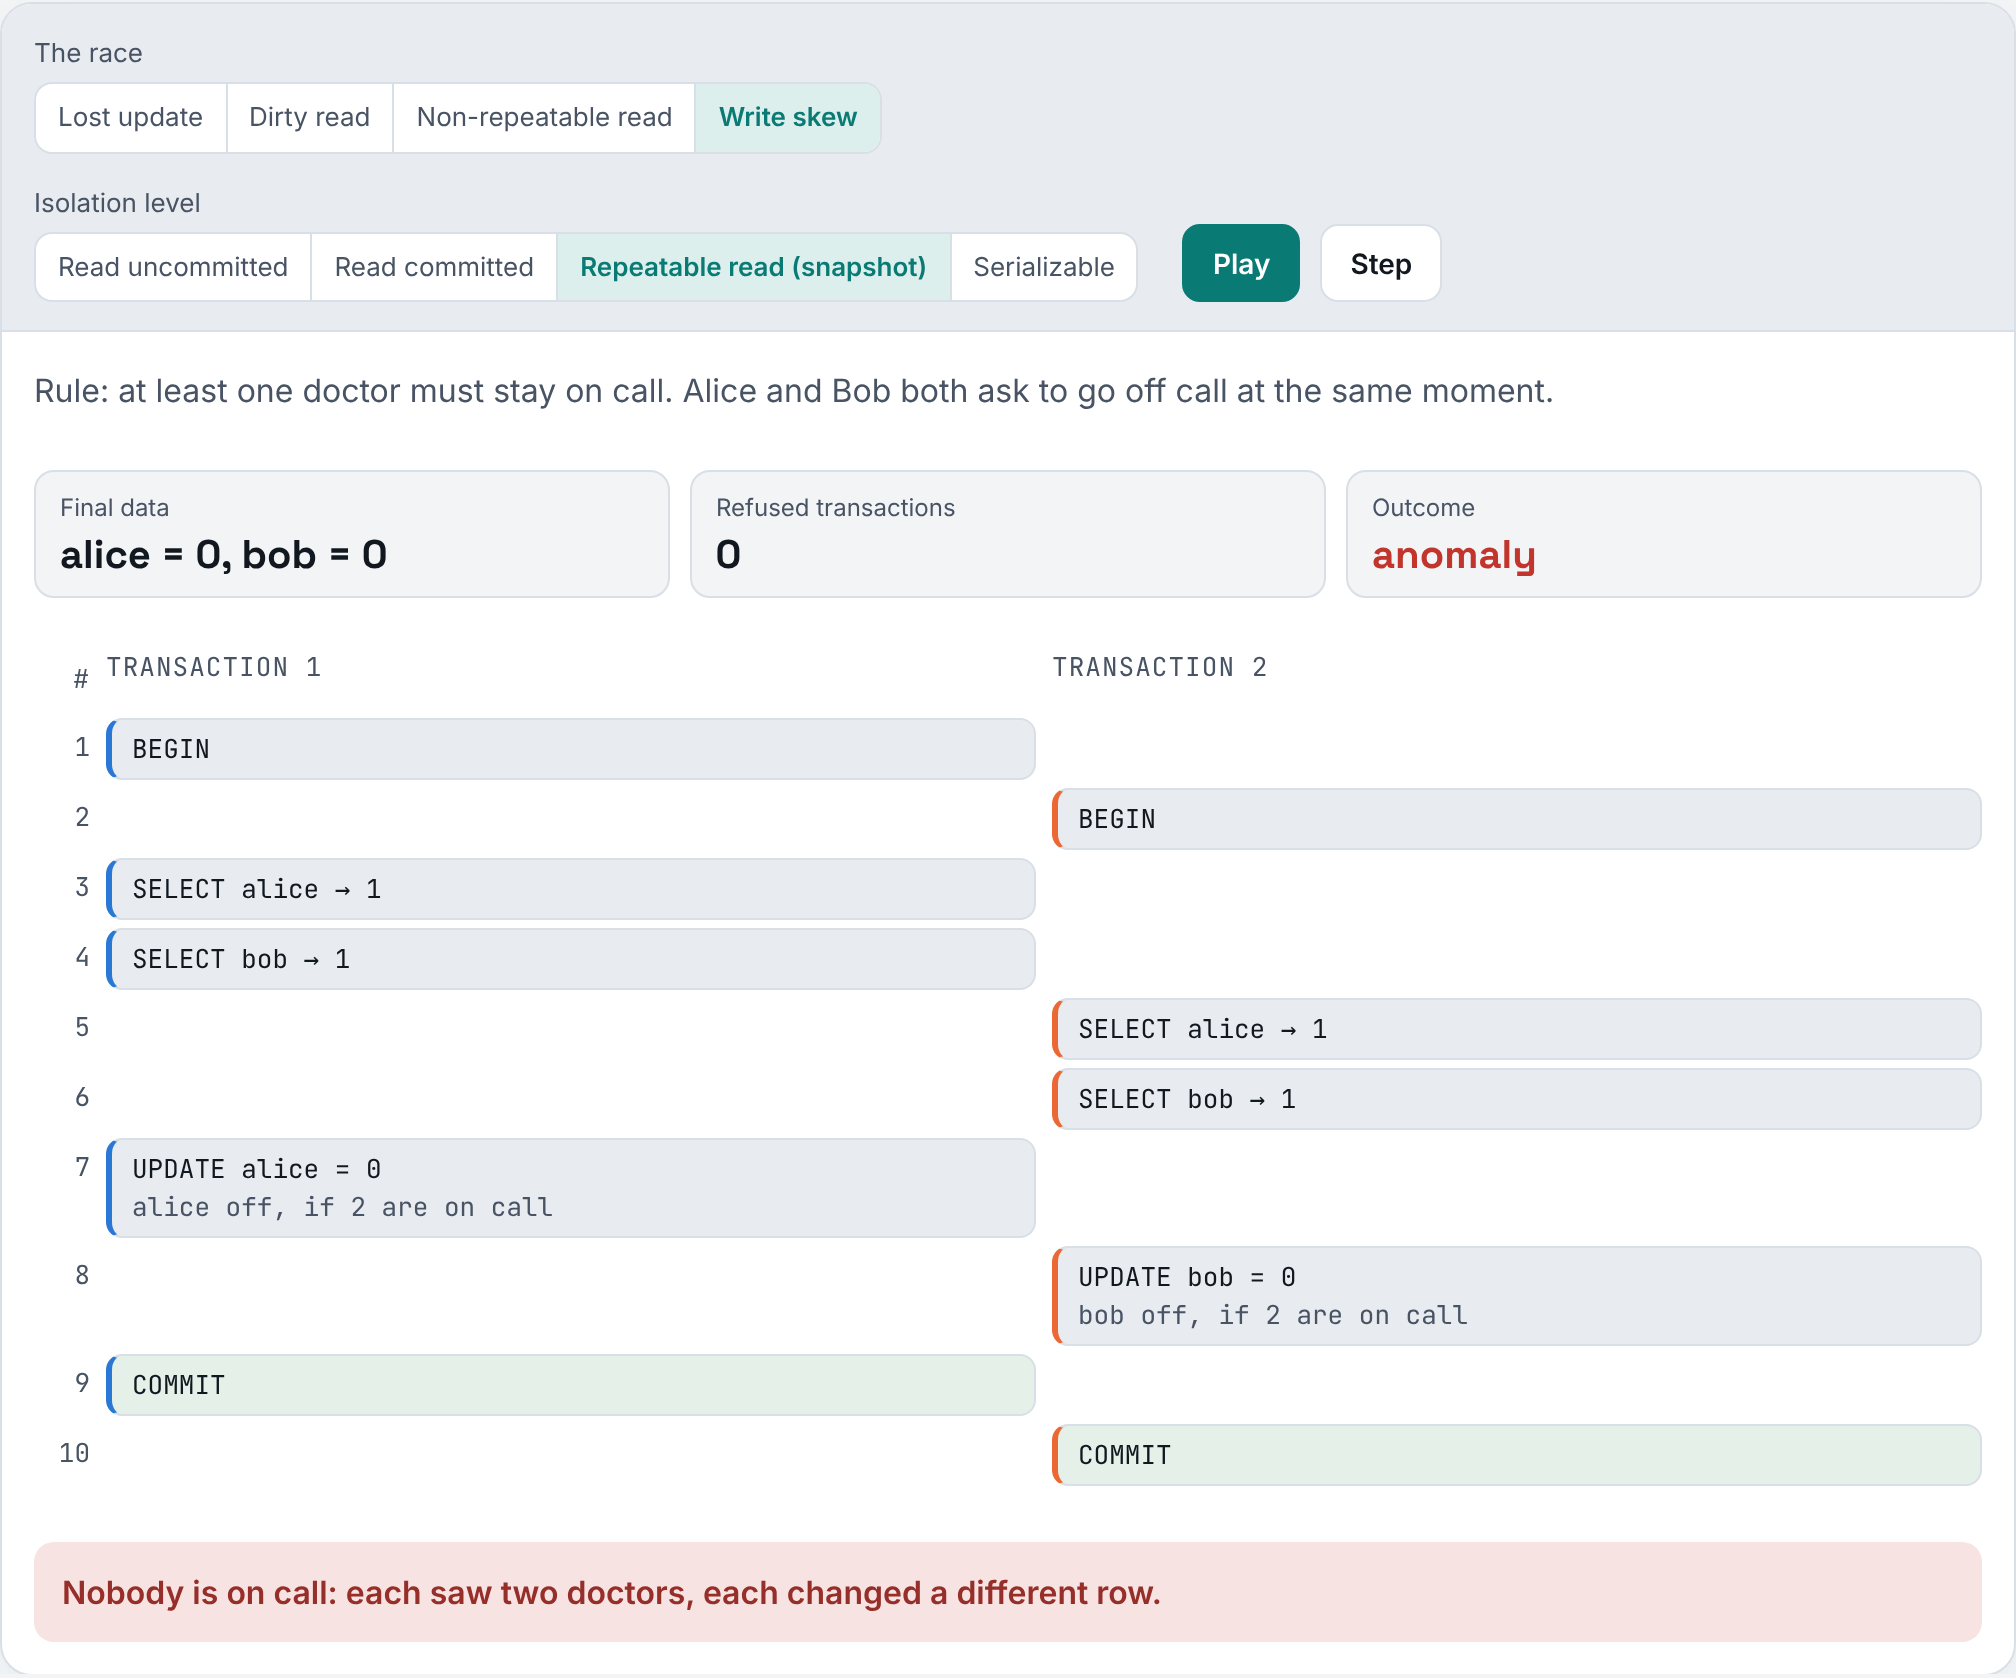 The race
Lost update
Dirty read
Non-repeatable read
Write skew
Isolation level
Read uncommitted
Read committed
Repeatable read (snapshot)
Serializable
Play
Step
Rule: at least one doctor must stay on call. Alice and Bob both ask to go off call at the same moment.
Final data
alice = 0, bob = 0
Refused transactions
0
Outcome
anomaly
# TRANSACTION 1 TRANSACTION 2
1 BEGIN
2 BEGIN
3 SELECT alice → 1
4 SELECT bob → 1
5 SELECT alice → 1
6 SELECT bob → 1
7 UPDATE alice = 0
alice off, if 2 are on call
8 UPDATE bob = 0
bob off, if 2 are on call
9 COMMIT
10 COMMIT
Nobody is on call: each saw two doctors, each changed a different row.